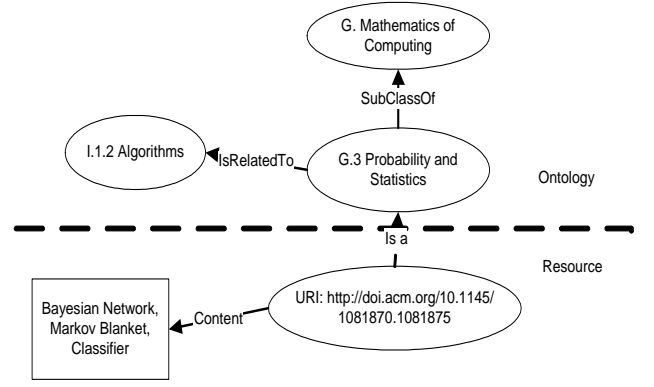 G. Mathematics of
Computing
SubClassOf
I.1.2 Algorithms
IsRelatedTo
G.3 Probability and
Statistics
Ontology
Is a
Resource
Bayesian Network,
Markov Blanket,
Classifier
Content
URI: http://doi.acm.org/10.1145/
1081870.1081875